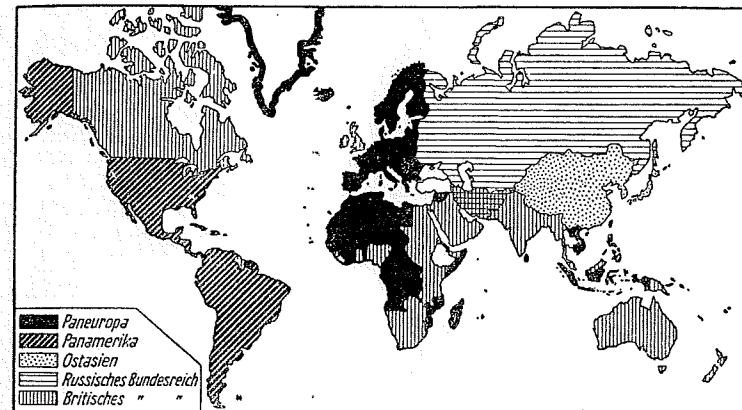 Paneuropa
Panamerika
Ostasien
Russisches Bundesreich
Britisches " "